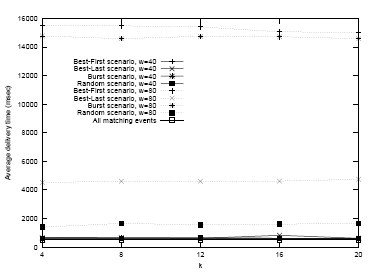 16000
14000
12000
10000
8000
6000
4000
2000
0
Average delivery time (msec)
Best-First scenario, w=40
Best-Last scenario, w=40
Burst scenario, w=40
Random scenario, w=40
Best-First scenario, w=80
Best-Last scenario, w=80
Burst scenario, w=80
Random scenario, w=80
All matching events
4
8
12
16
20
k